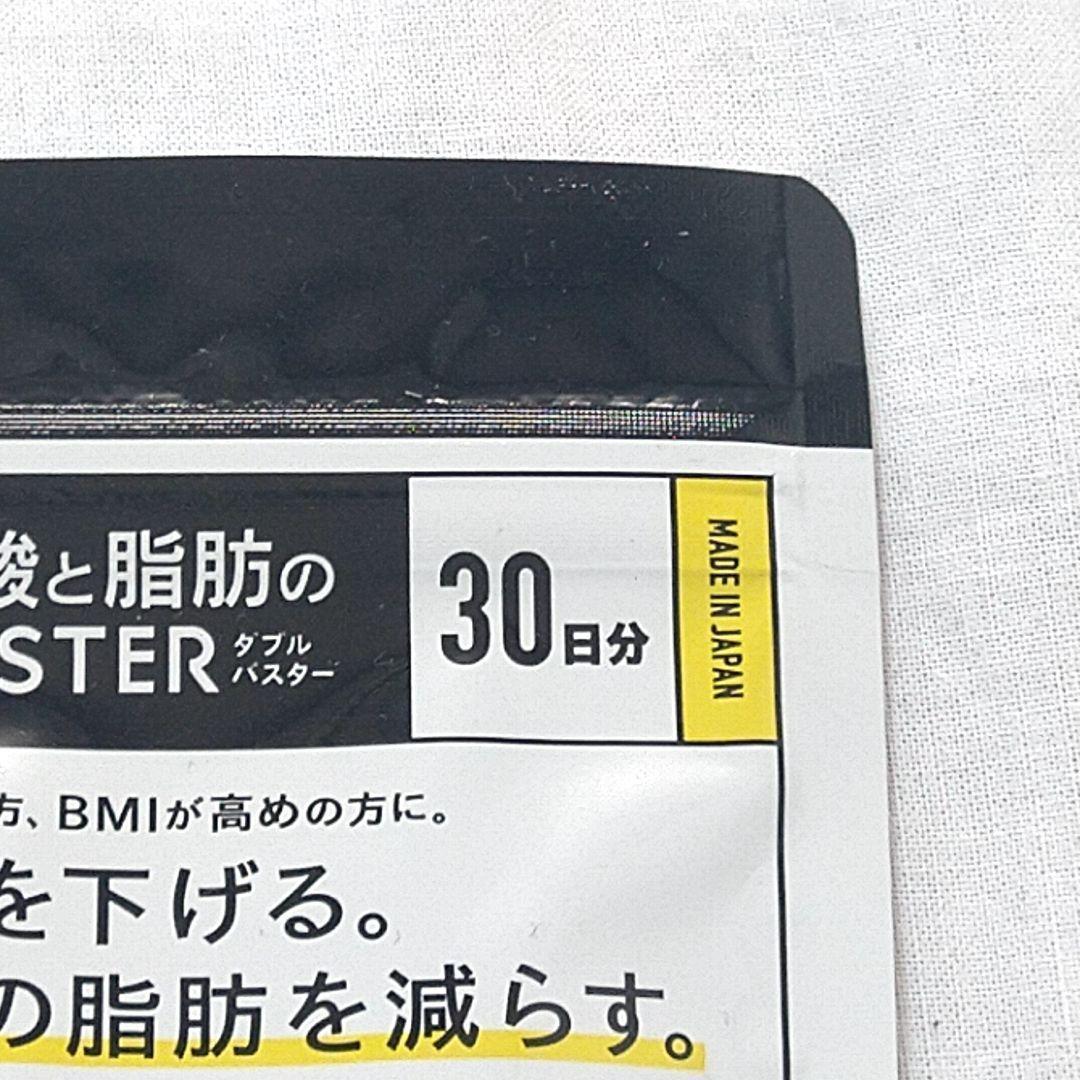 酸と脂肪の
STER ダブル
バスター
30日分
MADE IN JAPAN
方、BMIが高めの方に。
を下げる。
の脂肪を減らす。